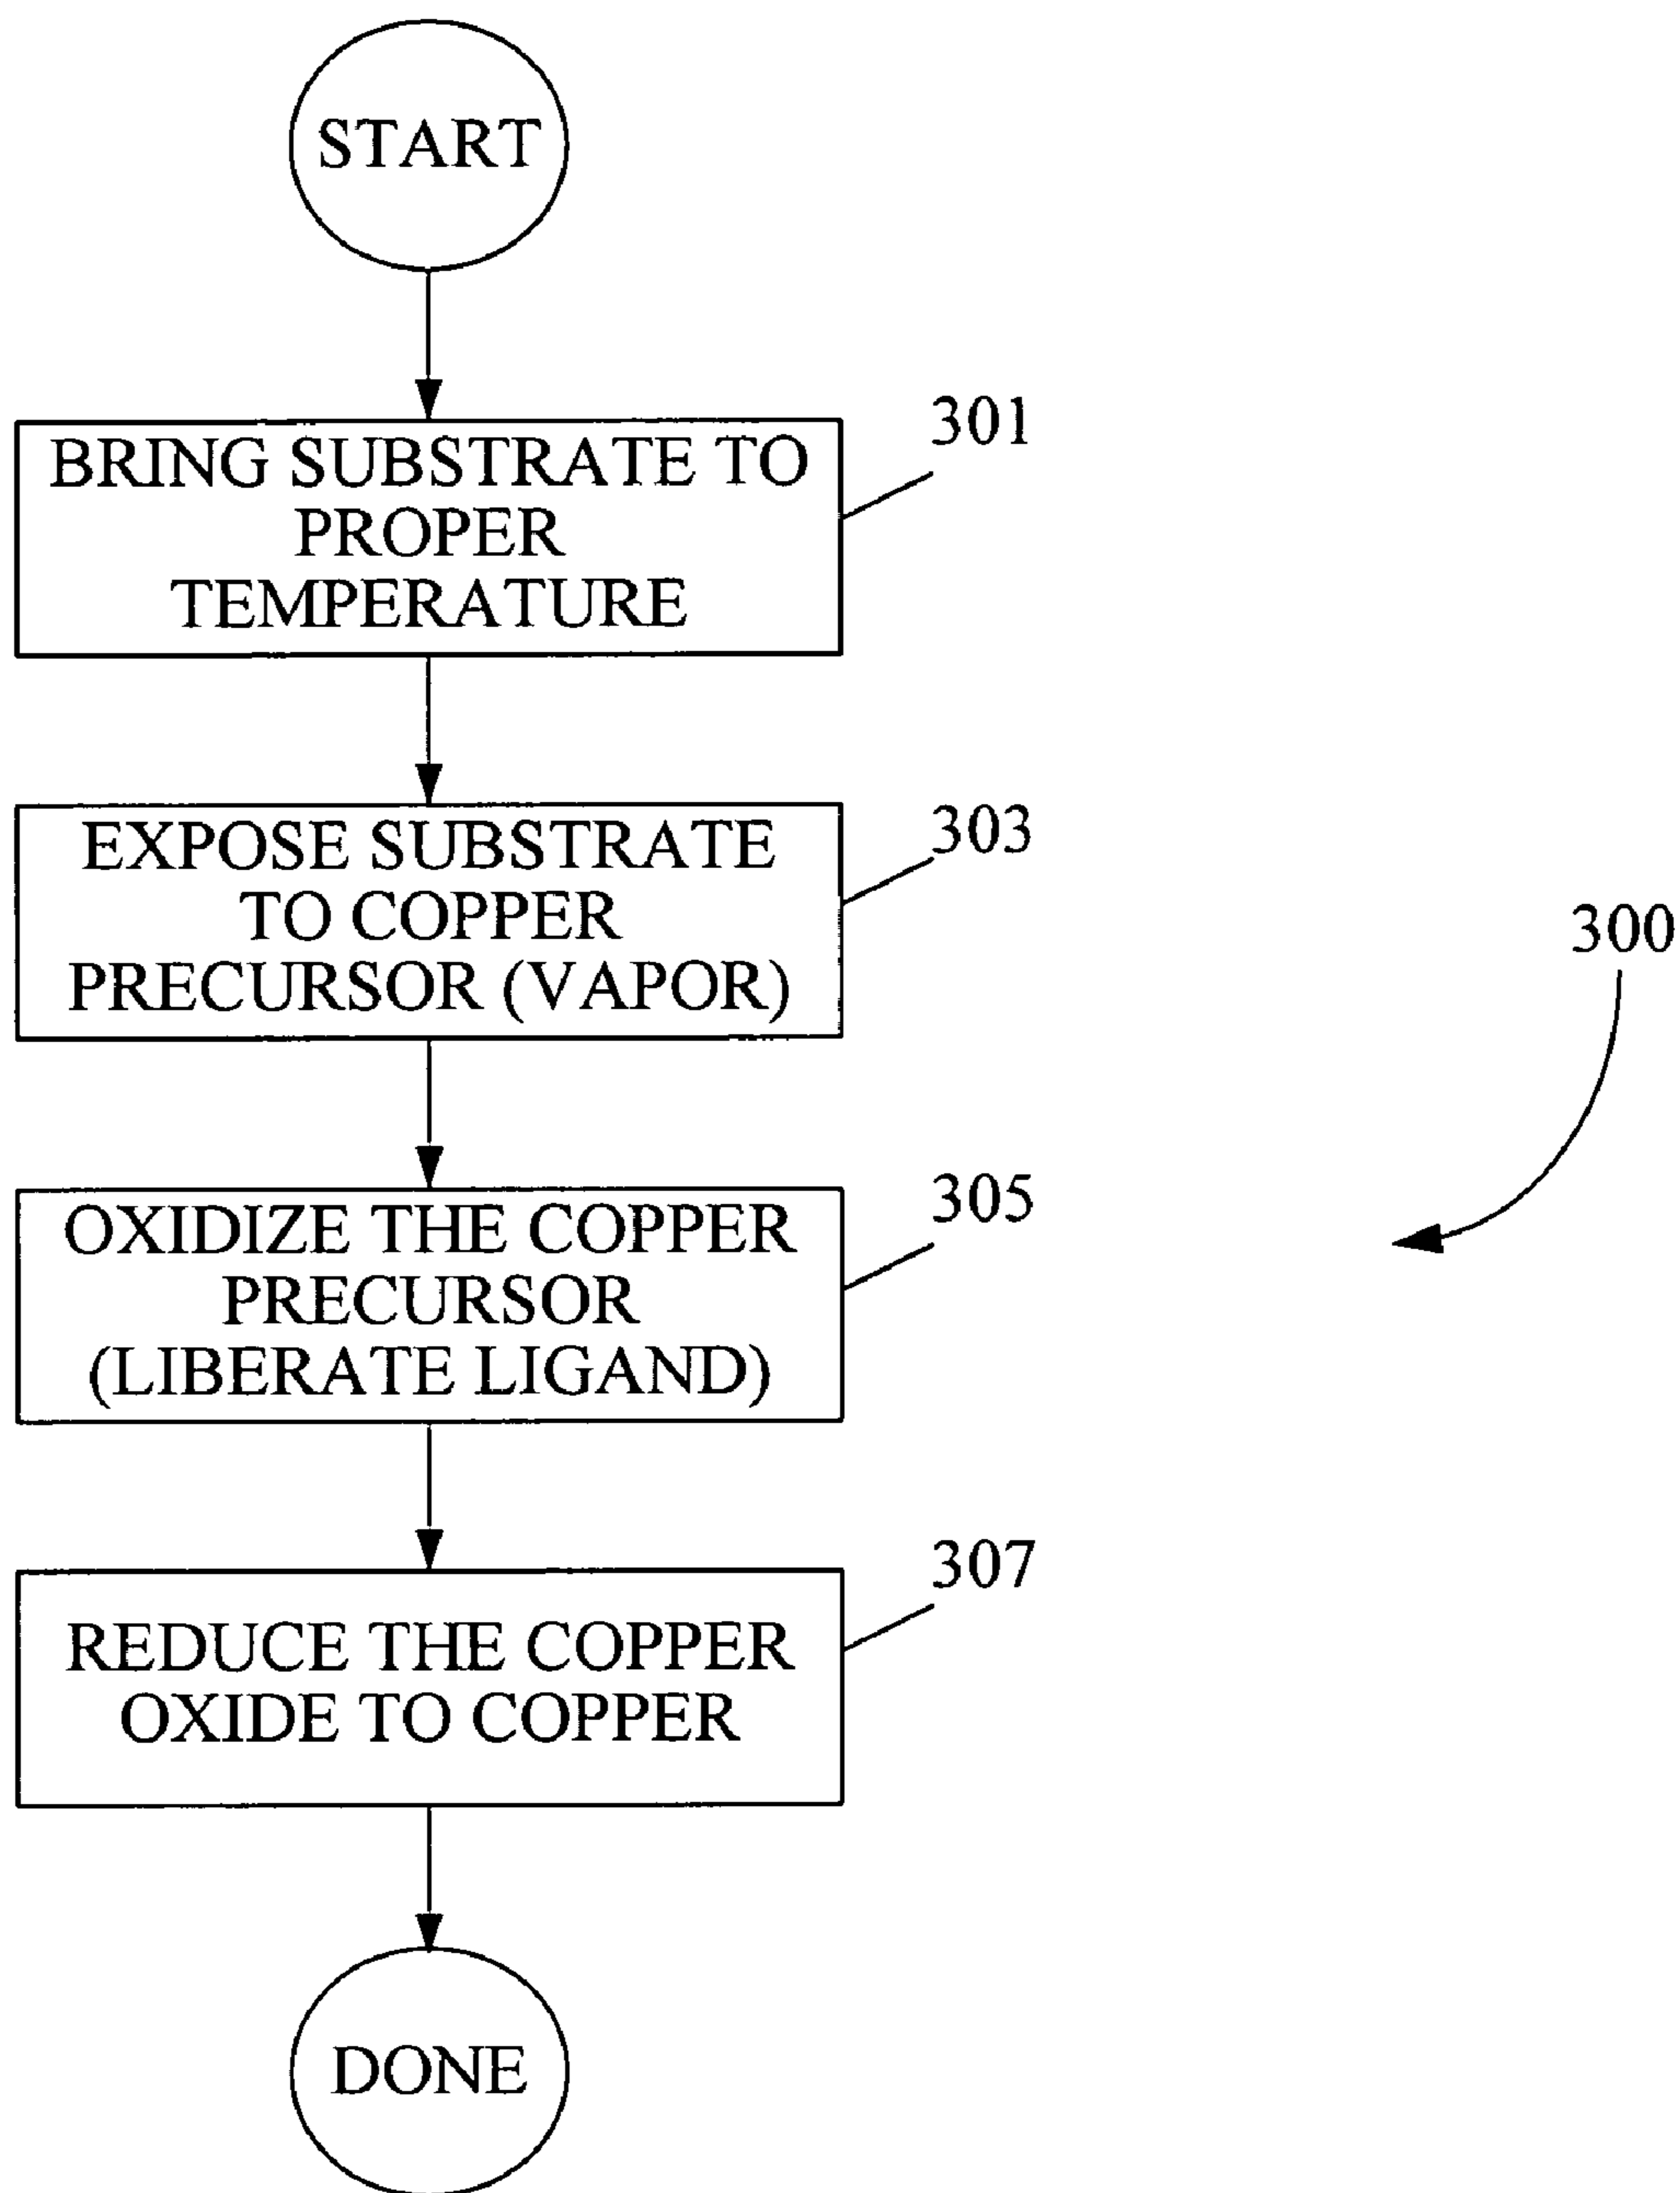 START
301
BRING SUBSTRATE TO
PROPER
TEMPERATURE
303
EXPOSE SUBSTRATE
TO COPPER
PRECURSOR (VAPOR)
300
305
OXIDIZE THE COPPER
PRECURSOR
(LIBERATE LIGAND)
307
REDUCE THE COPPER
OXIDE TO COPPER
DONE